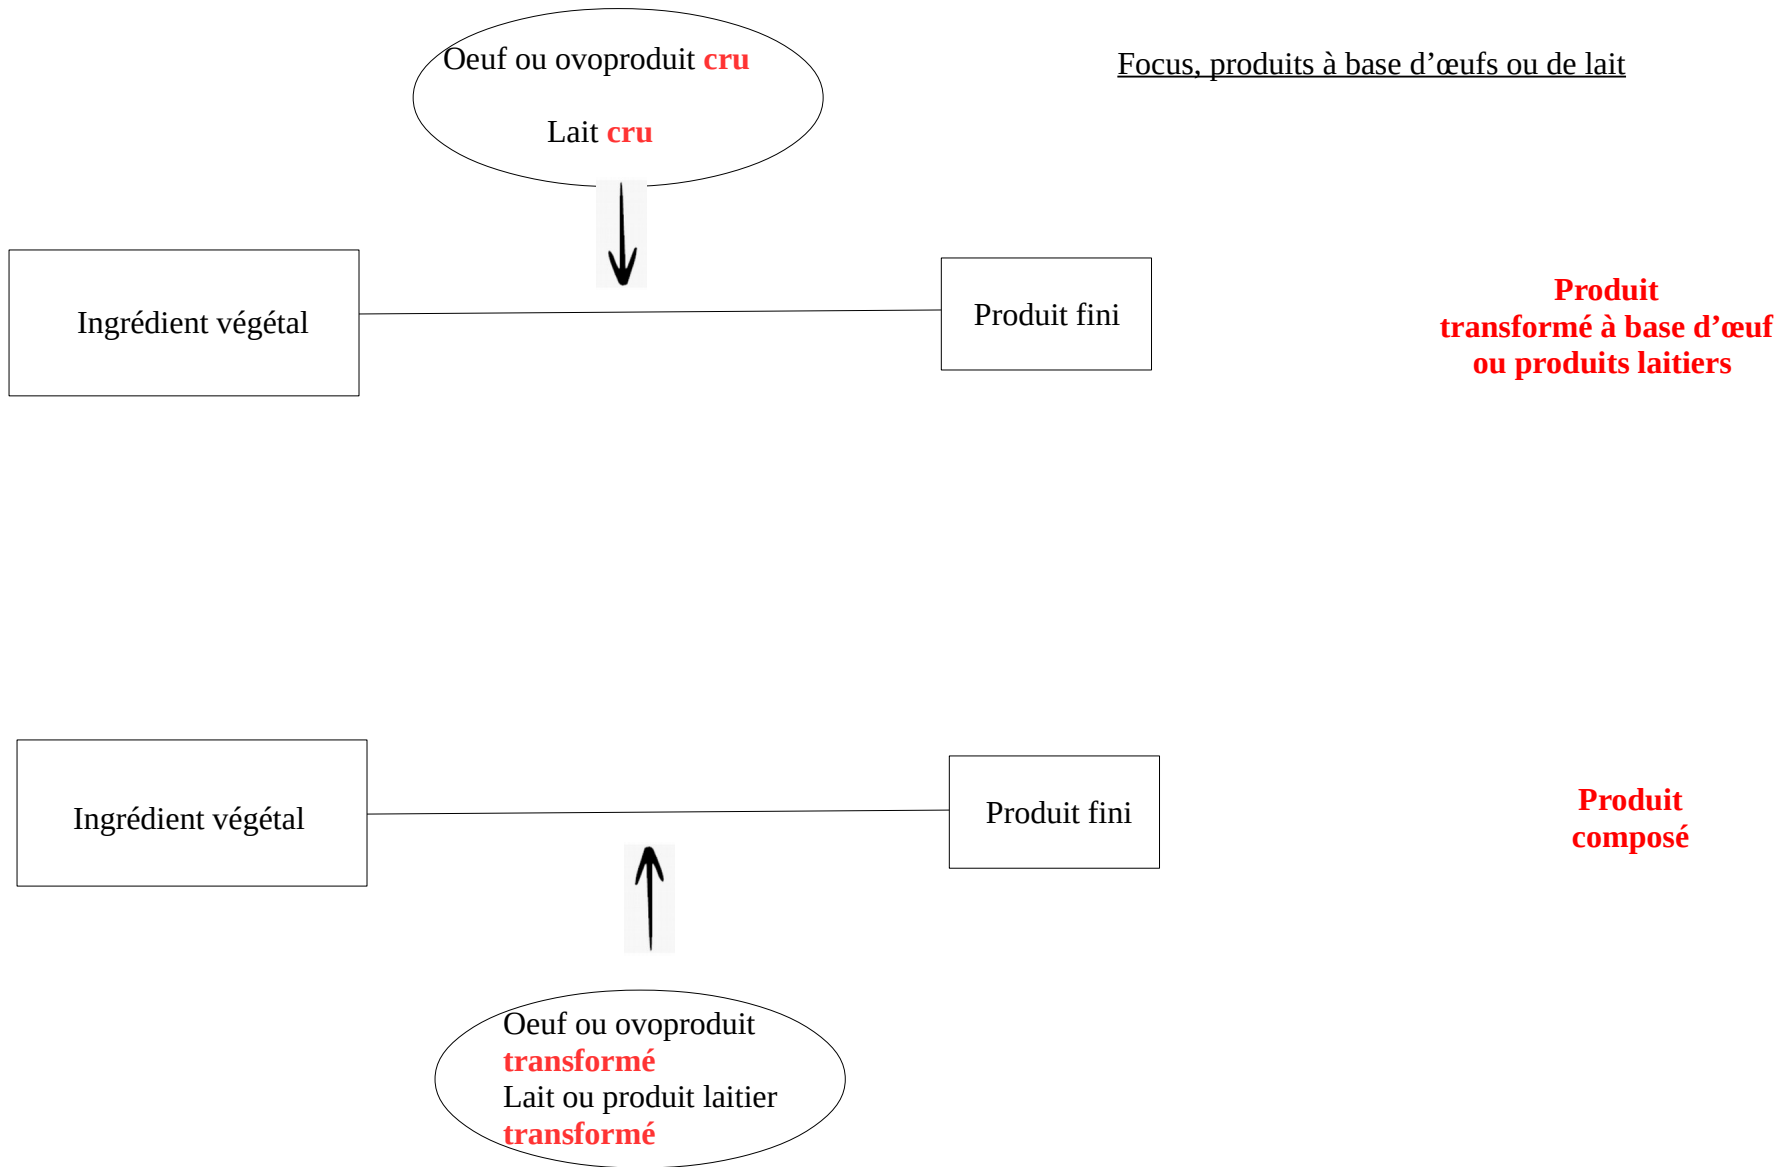 Oeuf ou ovoproduit cru
Lait cru
Focus, produits à base d’œufs ou de lait
Ingrédient végétal
Produit fini
Produit
transformé à base d’œuf
ou produits laitiers
Ingrédient végétal
Produit fini
Produit
composé
Oeuf ou ovoproduit
transformé
Lait ou produit laitier
transformé